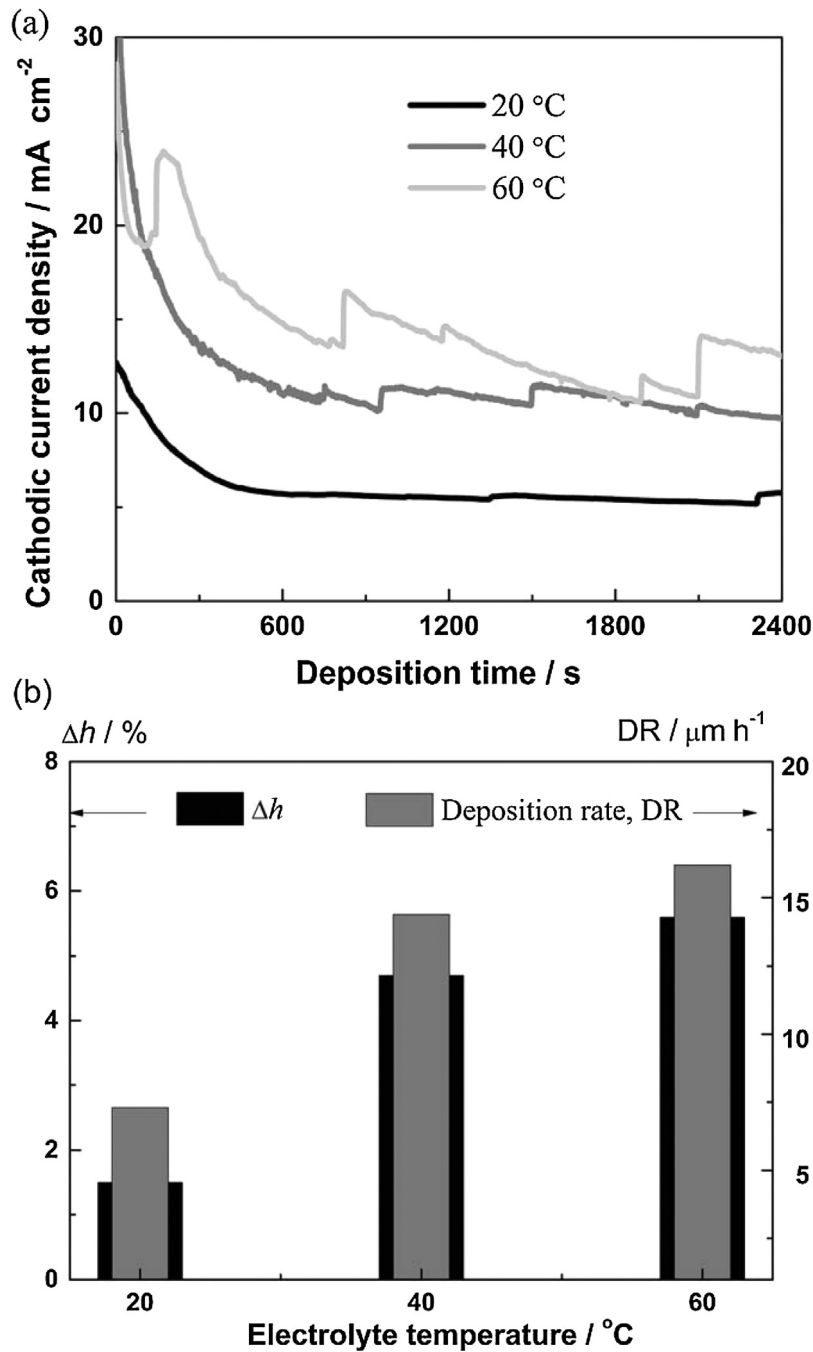 (a)
30
20
10
0
Cathodic current density / mA cm⁻²
20 °C
40 °C
60 °C
0 600 1200 1800 2400
Deposition time / s
(b)
Δh / %
DR / μm h⁻¹
8
6
4
2
0
20
15
10
5
Δh
Deposition rate, DR
20 40 60
Electrolyte temperature / °C